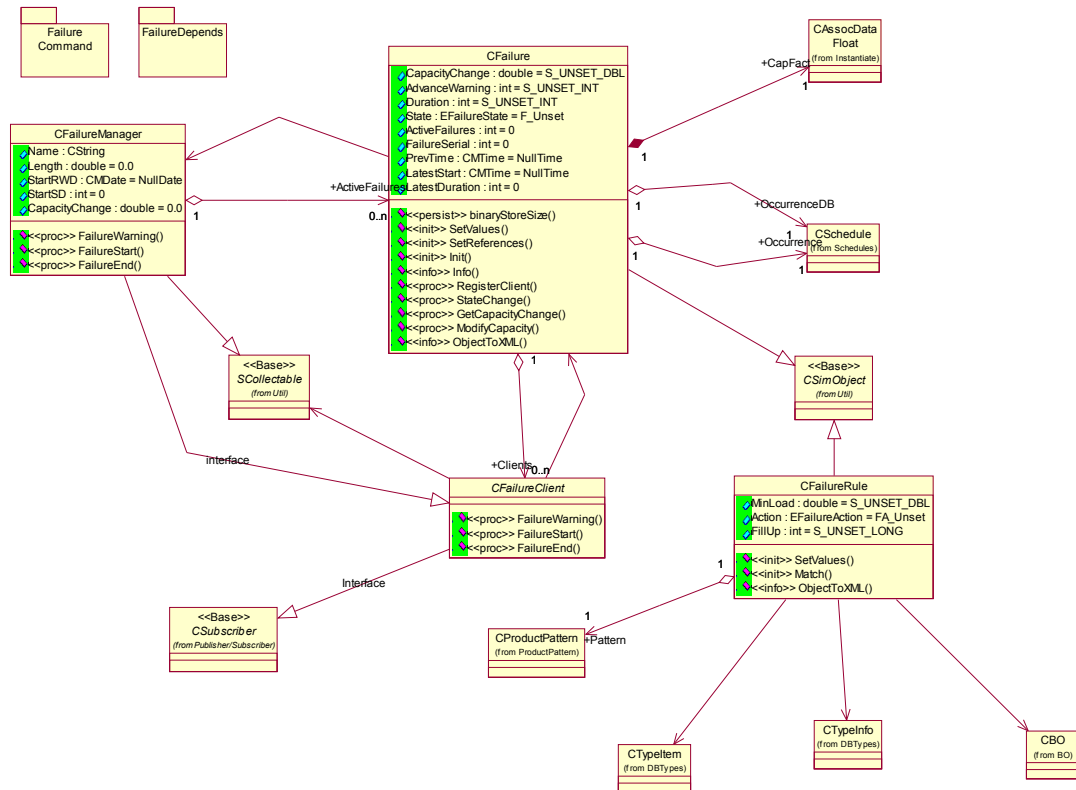 Failure
Command
FailureDepends
CFailure
CapacityChange : double = S_UNSET_DBL
AdvanceWarning : int = S_UNSET_INT
Duration : int = S_UNSET_INT
State : EFailureState = F_Unset
ActiveFailures : int = 0
FailureSerial : int = 0
PrevTime : CMTime = NullTime
LatestStart : CMTime = NullTime
LatestDuration : int = 0
<<persist>> binaryStoreSize()
<<init>> SetValues()
<<init>> SetReferences()
<<init>> Init()
<<info>> Info()
<<proc>> RegisterClient()
<<proc>> StateChange()
<<proc>> GetCapacityChange()
<<proc>> ModifyCapacity()
<<info>> ObjectToXML()
CAssocData
Float
(from Instantiate)
+CapFact
1
1
CFailureManager
Name : CString
Length : double = 0.0
StartRWD : CMDate = NullDate
StartSD : int = 0
CapacityChange : double = 0.0
<<proc>> FailureWarning()
<<proc>> FailureStart()
<<proc>> FailureEnd()
+ActiveFailures
1
0..n
1
+OccurrenceDB
1
CSchedule
(from Schedules)
+Occurrence
1
1
<<Base>>
SCollectable
(from Util)
<<Base>>
CSimObject
(from Util)
1
+Clients
0..n
interface
CFailureClient
<<proc>> FailureWarning()
<<proc>> FailureStart()
<<proc>> FailureEnd()
CFailureRule
MinLoad : double = S_UNSET_DBL
Action : EFailureAction = FA_Unset
FillUp : int = S_UNSET_LONG
<<init>> SetValues()
<<init>> Match()
<<info>> ObjectToXML()
Interface
<<Base>>
CSubscriber
(from Publisher/Subscriber)
1
1
+Pattern
CProductPattern
(from ProductPattern)
CTypeItem
(from DBTypes)
CTypeInfo
(from DBTypes)
CBO
(from BO)